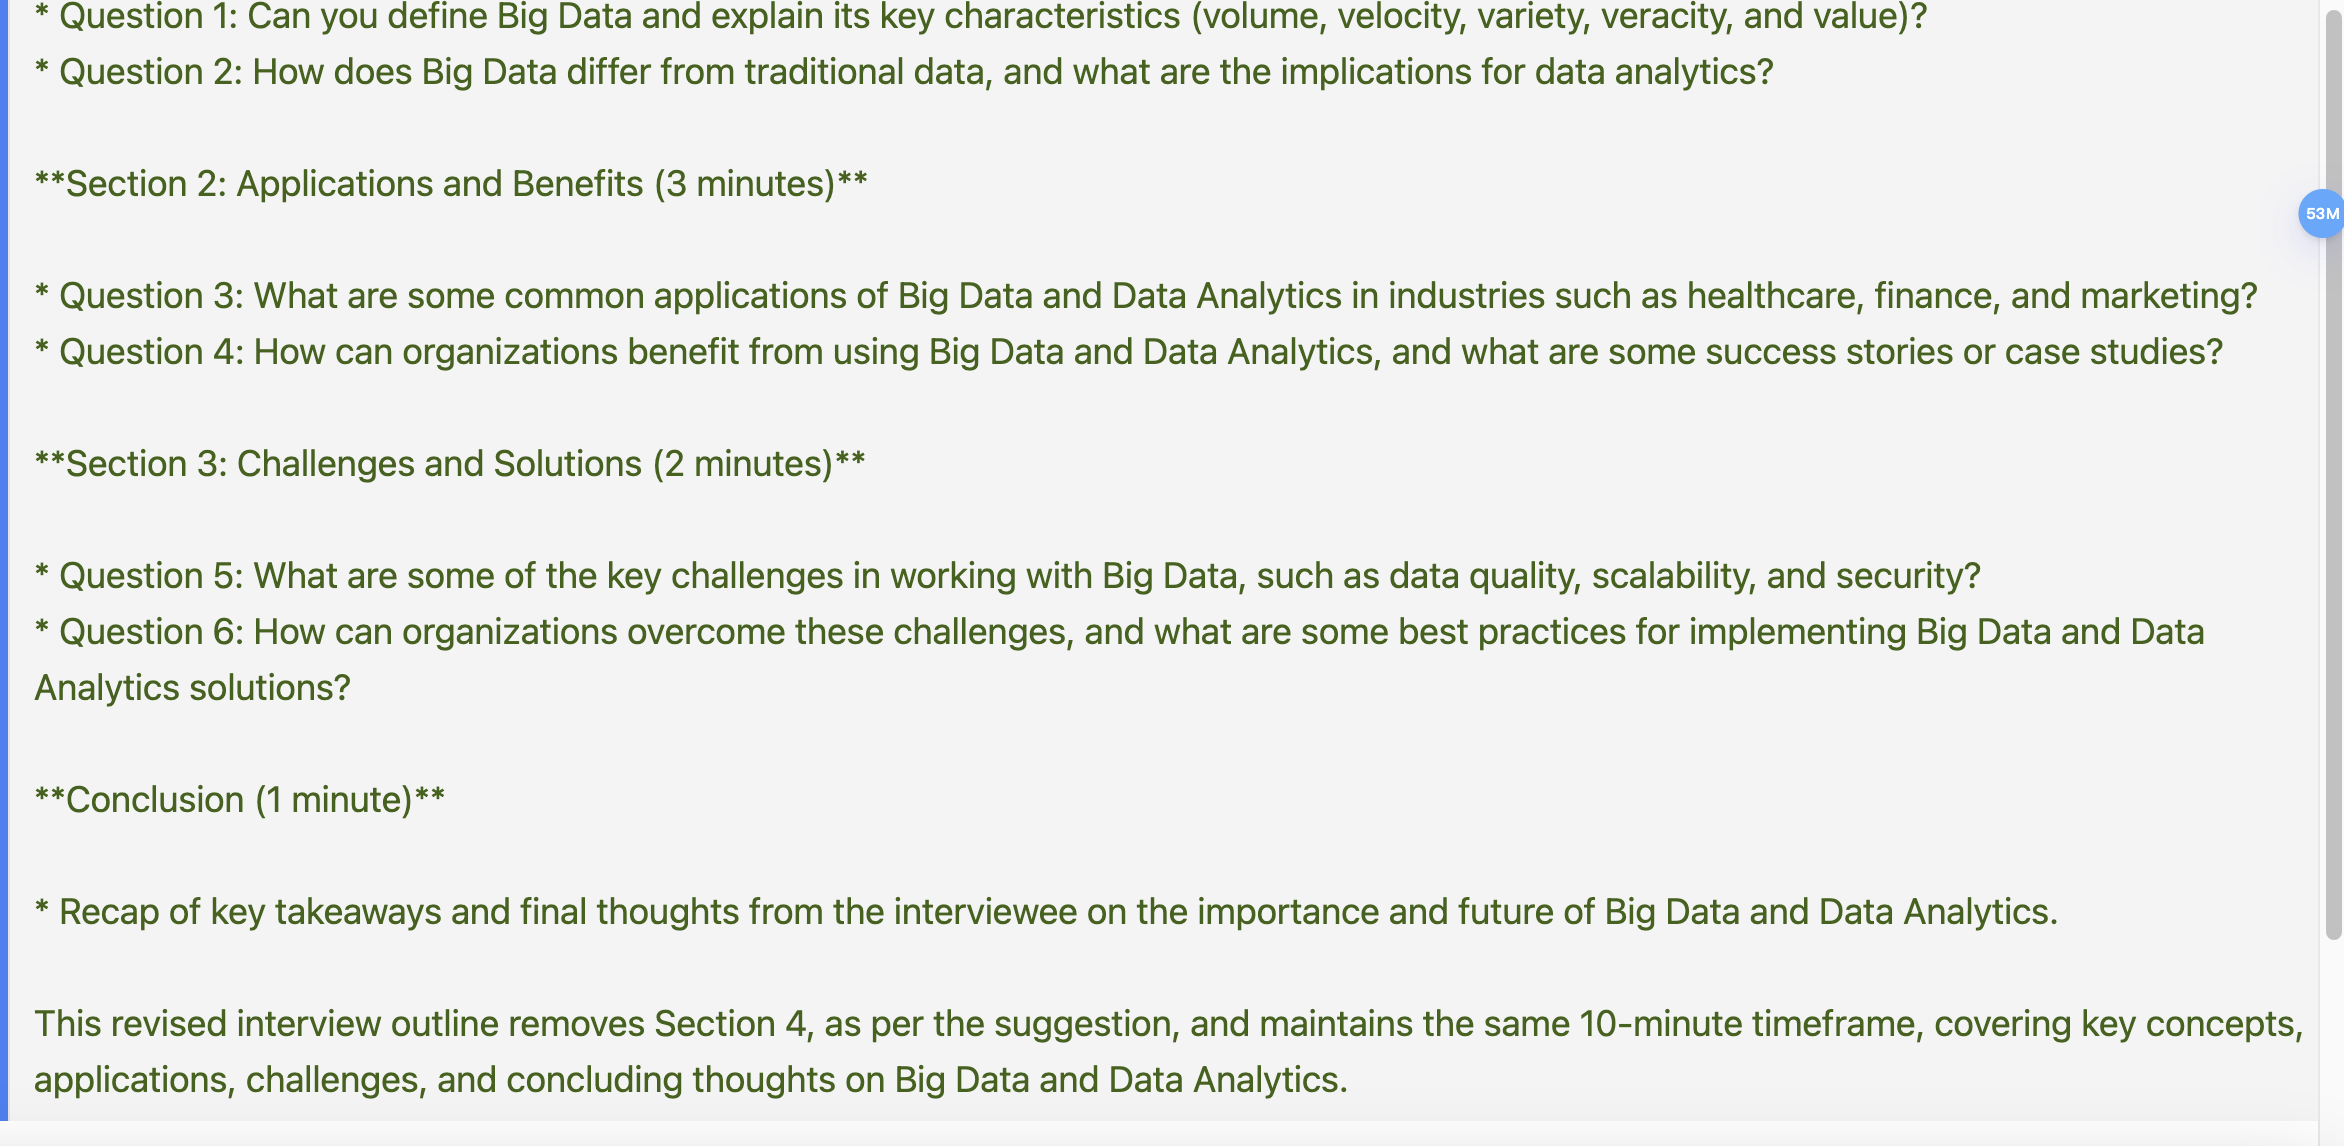 * Question 1: Can you define Big Data and explain its key characteristics (volume, velocity, variety, veracity, and value)?
* Question 2: How does Big Data differ from traditional data, and what are the implications for data analytics?
**Section 2: Applications and Benefits (3 minutes)**
53M
* Question 3: What are some common applications of Big Data and Data Analytics in industries such as healthcare, finance, and marketing?
* Question 4: How can organizations benefit from using Big Data and Data Analytics, and what are some success stories or case studies?
**Section 3: Challenges and Solutions (2 minutes)**
* Question 5: What are some of the key challenges in working with Big Data, such as data quality, scalability, and security?
* Question 6: How can organizations overcome these challenges, and what are some best practices for implementing Big Data and Data
Analytics solutions?
**Conclusion (1 minute)**
* Recap of key takeaways and final thoughts from the interviewee on the importance and future of Big Data and Data Analytics.
This revised interview outline removes Section 4, as per the suggestion, and maintains the same 10-minute timeframe, covering key concepts,
applications, challenges, and concluding thoughts on Big Data and Data Analytics.